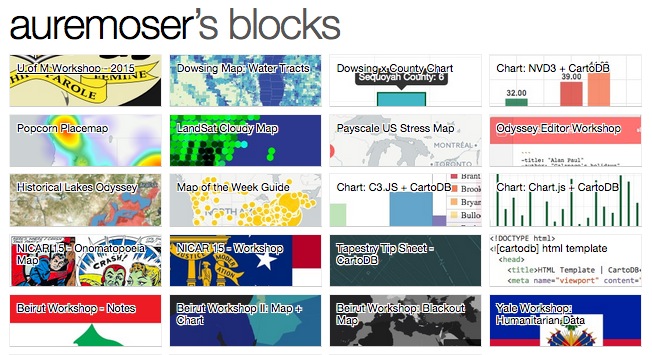 auremoser's blocks
U of M Workshop - 2015
Dowsing Map: Water Tracts
Dowsing x County Chart
Sequoyah County: 6
Chart: NVD3 + CartoDB
32.00
39.00
Popcorn Placemap
LandSat Cloudy Map
Payscale US Stress Map
MONTRÉAL
TORONTO
Odyssey Editor Workshop
-title: "Alan Paul"
Historical Lakes Odyssey
Map of the Week Guide
Chart: C3.JS + CartoDB
Brant
Brook
Bryan
Bullo
Chart: Chart.js + CartoDB
NICAR15 - Onomatopoeia
Map
NICAR 15 - Workshop
Tapestry Tip Sheet -
CartoDB
<!DOCTYPE html>
<[cartodb] html template
<head>
<title>HTML Template | CartoDB
<meta name="viewport" content=
Beirut Workshop - Notes
Beirut Workshop II: Map +
Chart
Beirut Workshop: Blackout
Map
Yale Workshop:
Humanitarian Data